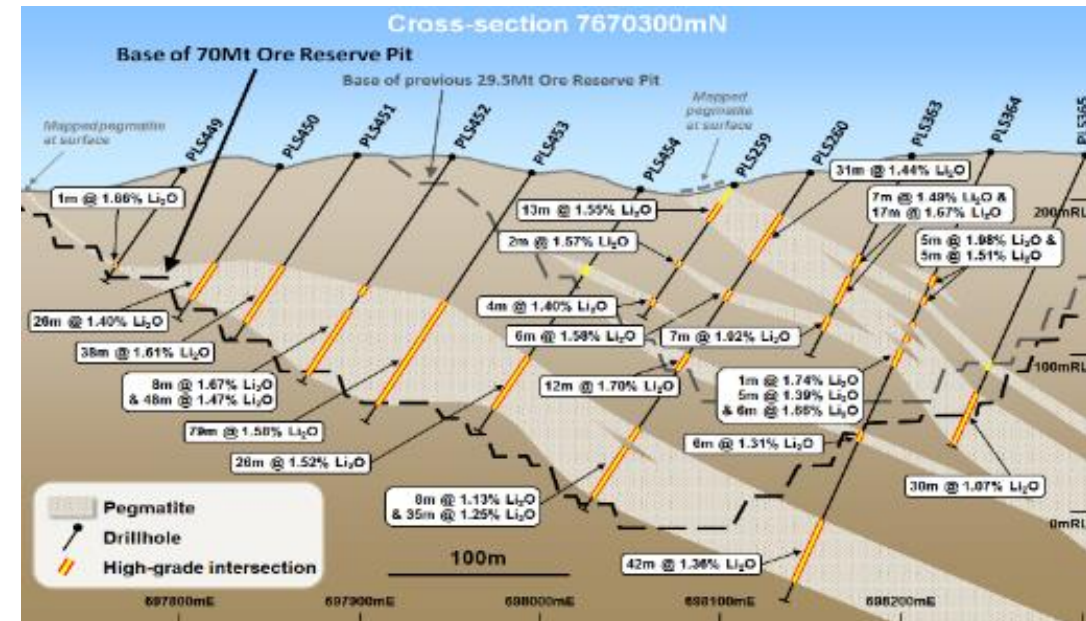 Cross-section 7670300mN
Base of 70Mt Ore Reserve Pit
Base of previous 29.5Mt Ore Reserve Pit
Mapped pegmatite
at surface
Mapped
pegmatite
at surface
PLS449
PLS450
PLS451
PLS452
PLS453
PLS454
PLS259
PLS260
PLS363
PLS364
PLS365
1m @ 1.66% Li₂O
31m @ 1.44% Li₂O
7m @ 1.49% Li₂O &
17m @ 1.67% Li₂O
13m @ 1.55% Li₂O
200mRL
2m @ 1.57% Li₂O
5m @ 1.98% Li₂O &
5m @ 1.51% Li₂O
4m @ 1.40% Li₂O
26m @ 1.40% Li₂O
6m @ 1.58% Li₂O
7m @ 1.92% Li₂O
38m @ 1.61% Li₂O
100mRL
8m @ 1.67% Li₂O
& 48m @ 1.47% Li₂O
12m @ 1.70% Li₂O
1m @ 1.74% Li₂O
5m @ 1.39% Li₂O
& 6m @ 1.66% Li₂O
79m @ 1.58% Li₂O
6m @ 1.31% Li₂O
26m @ 1.52% Li₂O
8m @ 1.13% Li₂O
& 35m @ 1.25% Li₂O
30m @ 1.07% Li₂O
0mRL
Pegmatite
Drillhole
High-grade intersection
100m
42m @ 1.36% Li₂O
697800mE
697900mE
698000mE
698100mE
698200mE